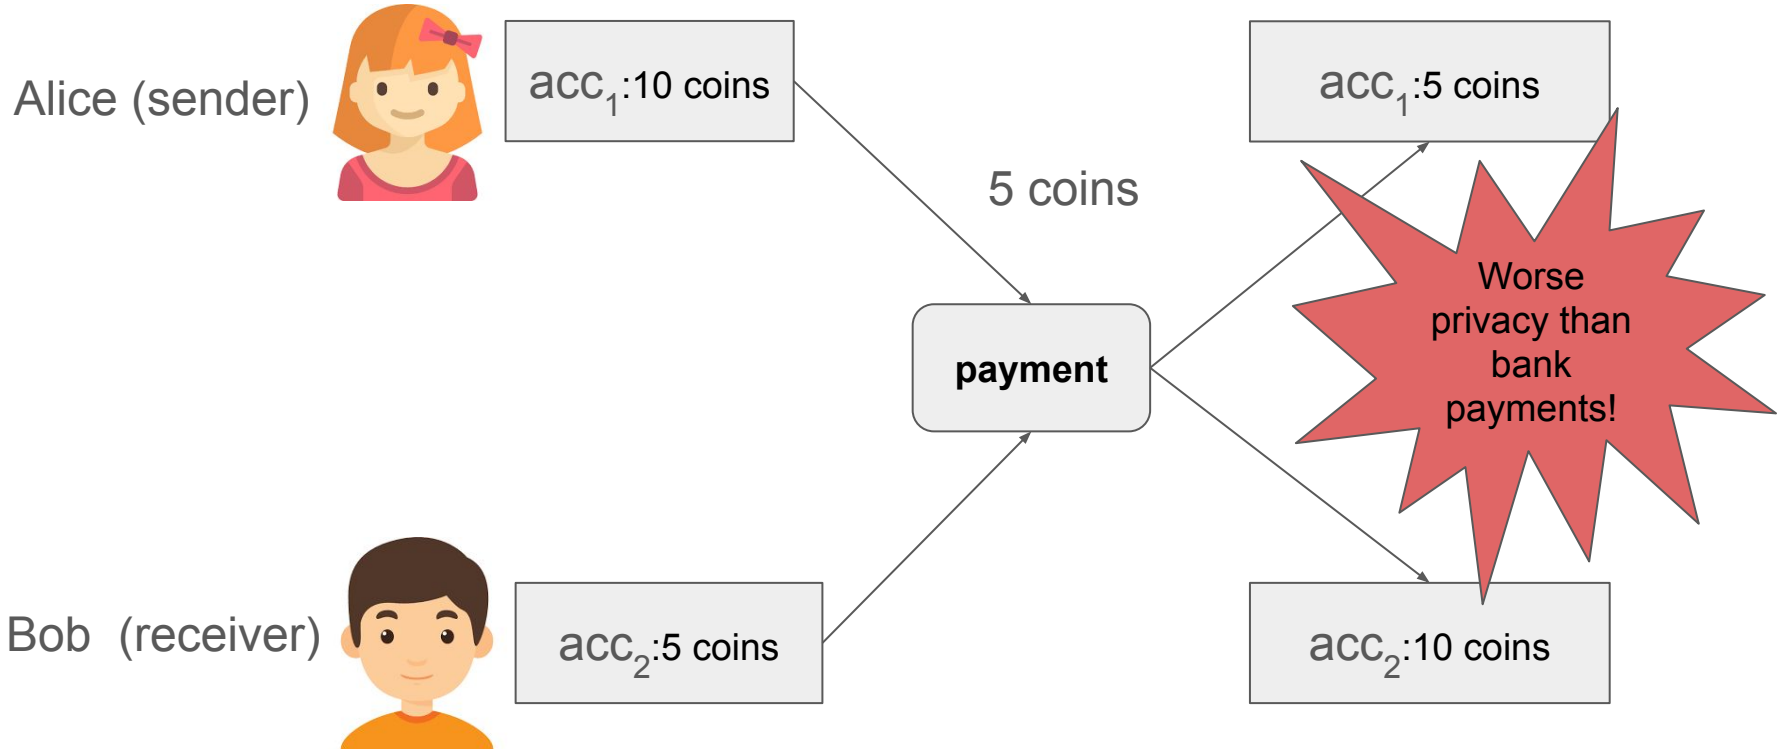 Alice (sender)
acc₁:10 coins
acc₁:5 coins
5 coins
Worse
privacy than
bank
payments!
payment
Bob (receiver)
acc₂:5 coins
acc₂:10 coins